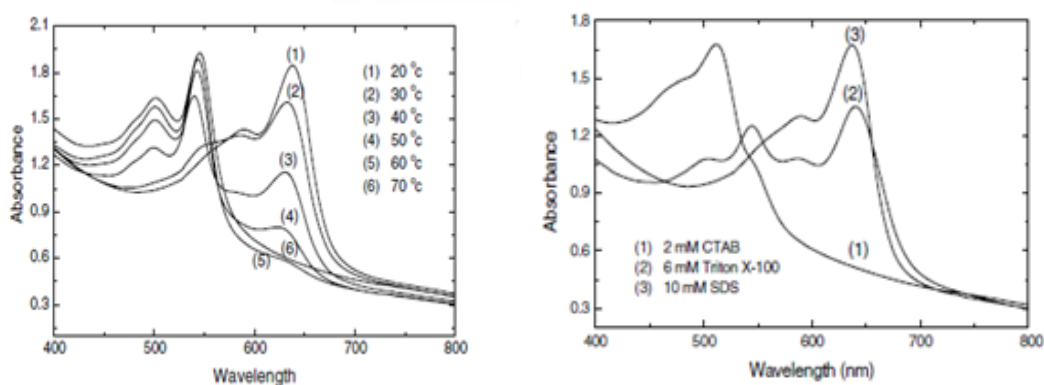 2.1
1.8
1.5
1.2
0.9
0.6
0.3
Absorbance
400 500 600 700 800
Wavelength
(1)
(2)
(3)
(4)
(6)
(5)
(1) 20 °c
(2) 30 °c
(3) 40 °c
(4) 50 °c
(5) 60 °c
(6) 70 °c
1.8
1.5
1.2
0.9
0.6
0.3
Absorbance
400 500 600 700 800
Wavelength (nm)
(3)
(2)
(1)
(1) 2 mM CTAB
(2) 6 mM Triton X-100
(3) 10 mM SDS